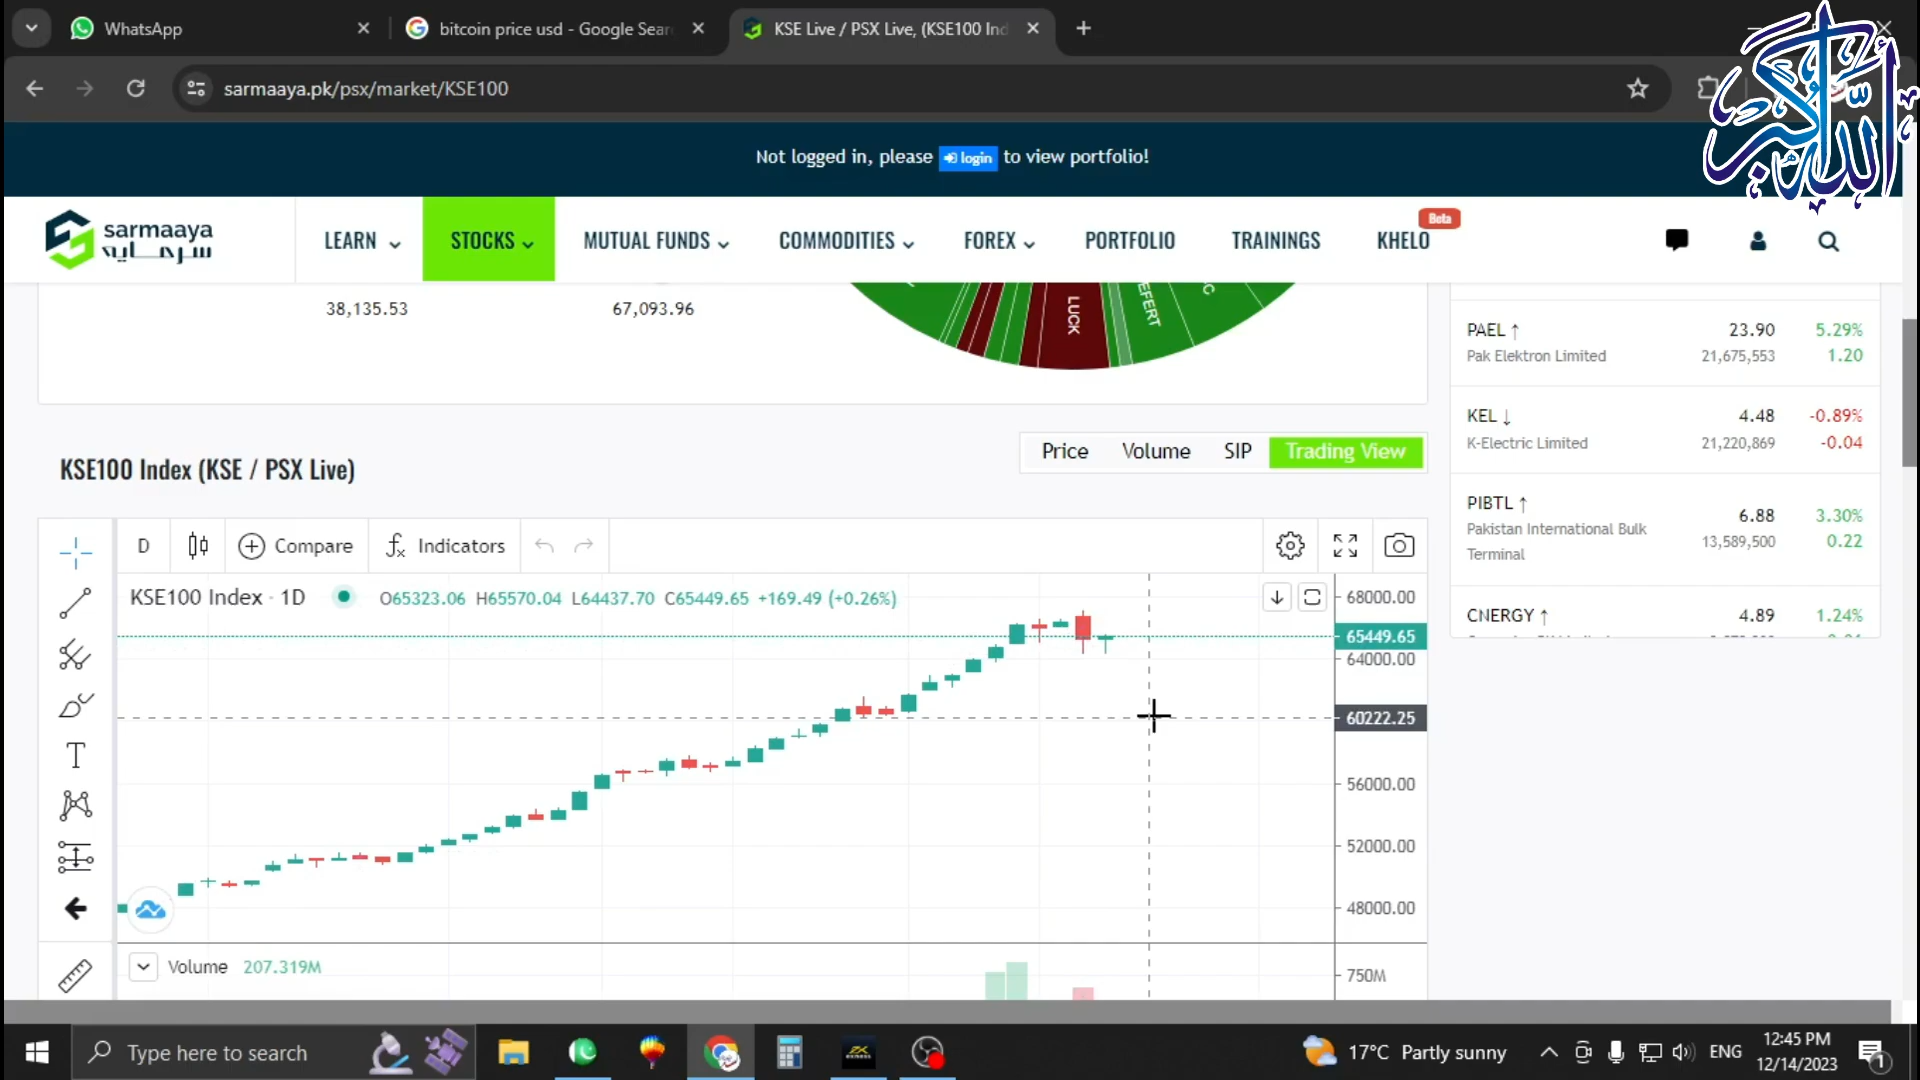 WhatsApp
bitcoin price usd - Google Sear
KSE Live / PSX Live, (KSE100 Ind
الله أكبر
sarmaaya.pk/psx/market/KSE100
Not logged in, please login to view portfolio!
sarmaaya
سرمایہ
LEARN
STOCKS
MUTUAL FUNDS
COMMODITIES
FOREX
PORTFOLIO
TRAININGS
KHELO
Beta
38,135.53
67,093.96
LUCK
EFERT
PAEL ↑ 23.90 5.29%
Pak Elektron Limited 21,675,553 1.20
KEL ↓ 4.48 -0.89%
K-Electric Limited 21,220,869 -0.04
PIBTL ↑ 6.88 3.30%
Pakistan International Bulk
Terminal
13,589,500 0.22
CNERGY ↑ 4.89 1.24%
KSE100 Index (KSE / PSX Live)
Price Volume SIP Trading View
D Compare Indicators
KSE100 Index · 1D O65323.06 H65570.04 L64437.70 C65449.65 +169.49 (+0.26%)
68000.00
65449.65
64000.00
60222.25
56000.00
52000.00
48000.00
Volume 207.319M
750M
Type here to search
17°C Partly sunny
ENG
12:45 PM
12/14/2023
1